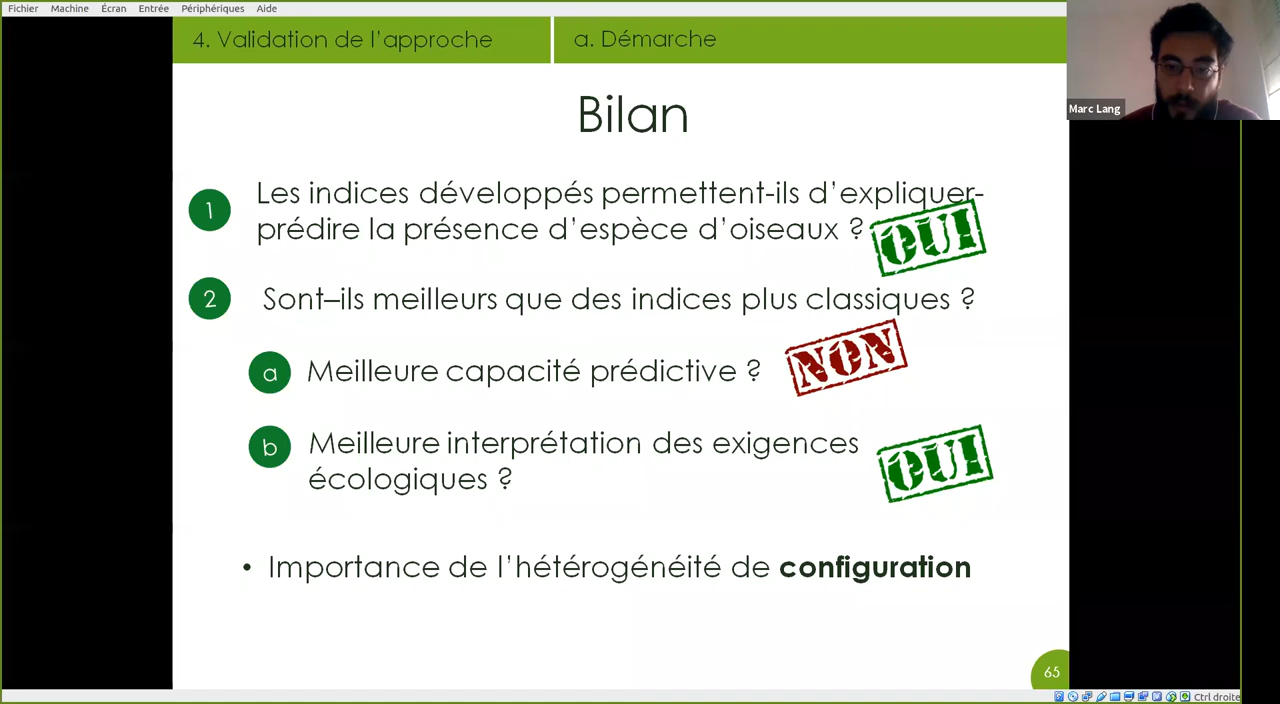 Fichier Machine Écran Entrée Périphériques Aide
4. Validation de l'approche
a. Démarche
Marc Lang
Bilan
1 Les indices développés permettent-ils d'expliquer-
prédire la présence d'espèce d'oiseaux ?
OUI
2 Sont–ils meilleurs que des indices plus classiques ?
a Meilleure capacité prédictive ?
NON
b Meilleure interprétation des exigences
écologiques ?
OUI
• Importance de l'hétérogénéité de configuration
65
Ctrl droite